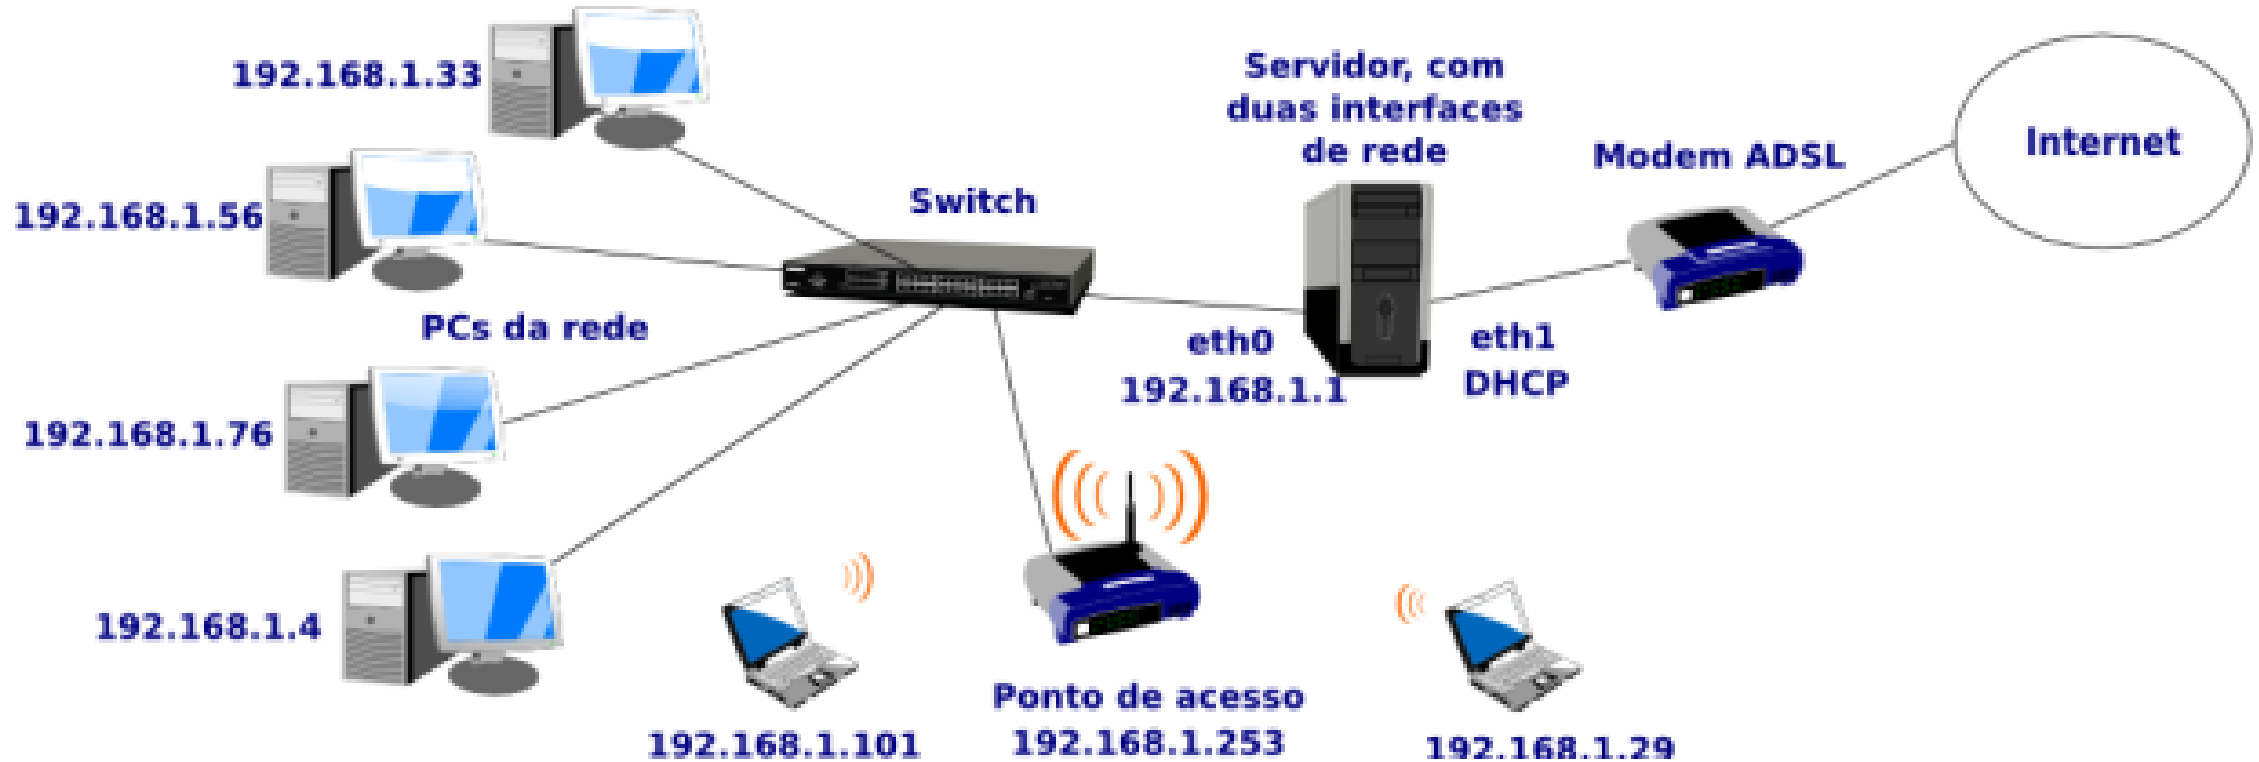 192.168.1.33
Servidor, com
duas interfaces
de rede
Modem ADSL
Internet
192.168.1.56
Switch
PCs da rede
eth0
192.168.1.1
eth1
DHCP
192.168.1.76
192.168.1.4
Ponto de acesso
192.168.1.101
192.168.1.253
192.168.1.29